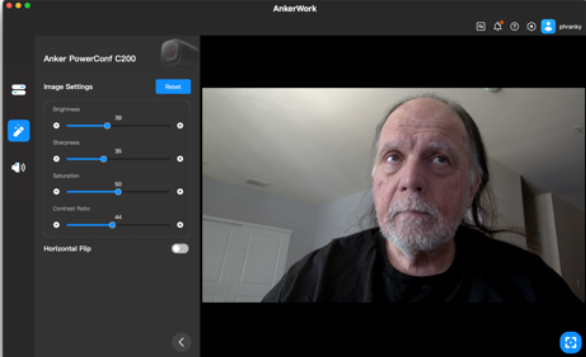 AnkerWork
phranky
Anker PowerConf C200
Image Settings
Reset
Brightness
39
Sharpness
35
Saturation
50
Contrast Ratio
44
Horizontal Flip